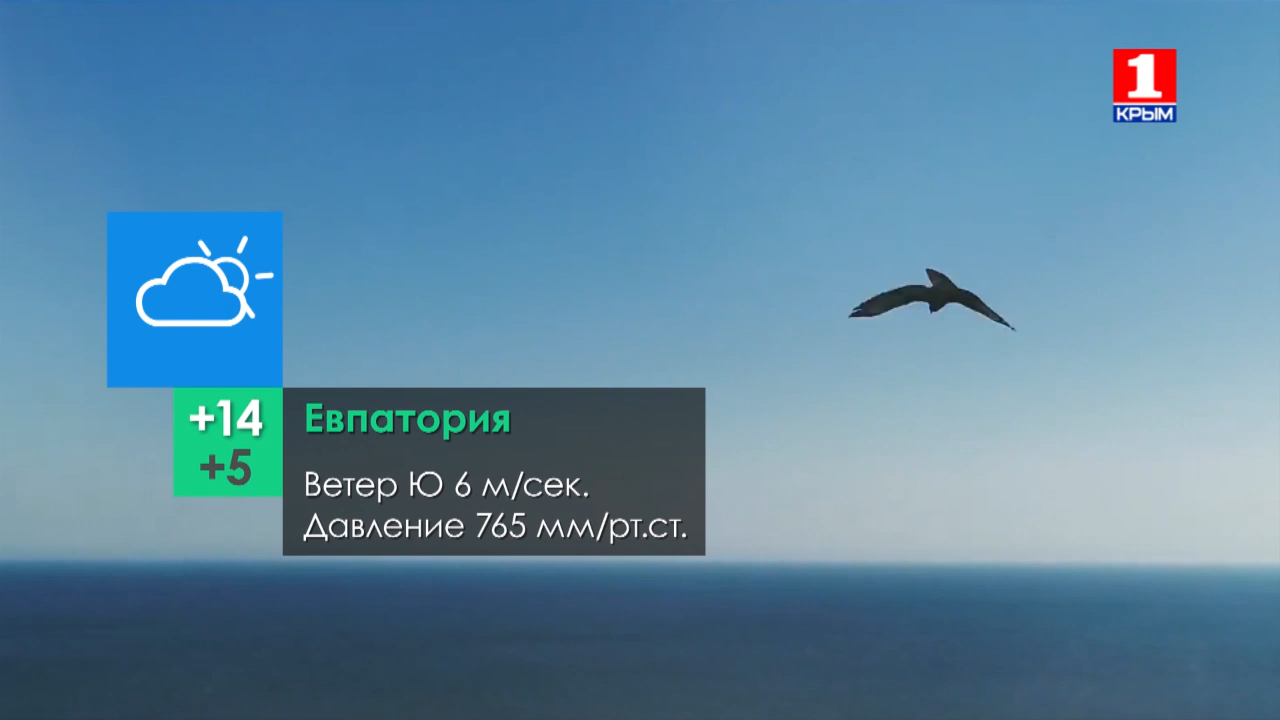 1
КРЫМ
+14
+5
Евпатория
Ветер Ю 6 м/сек.
Давление 765 мм/рт.ст.